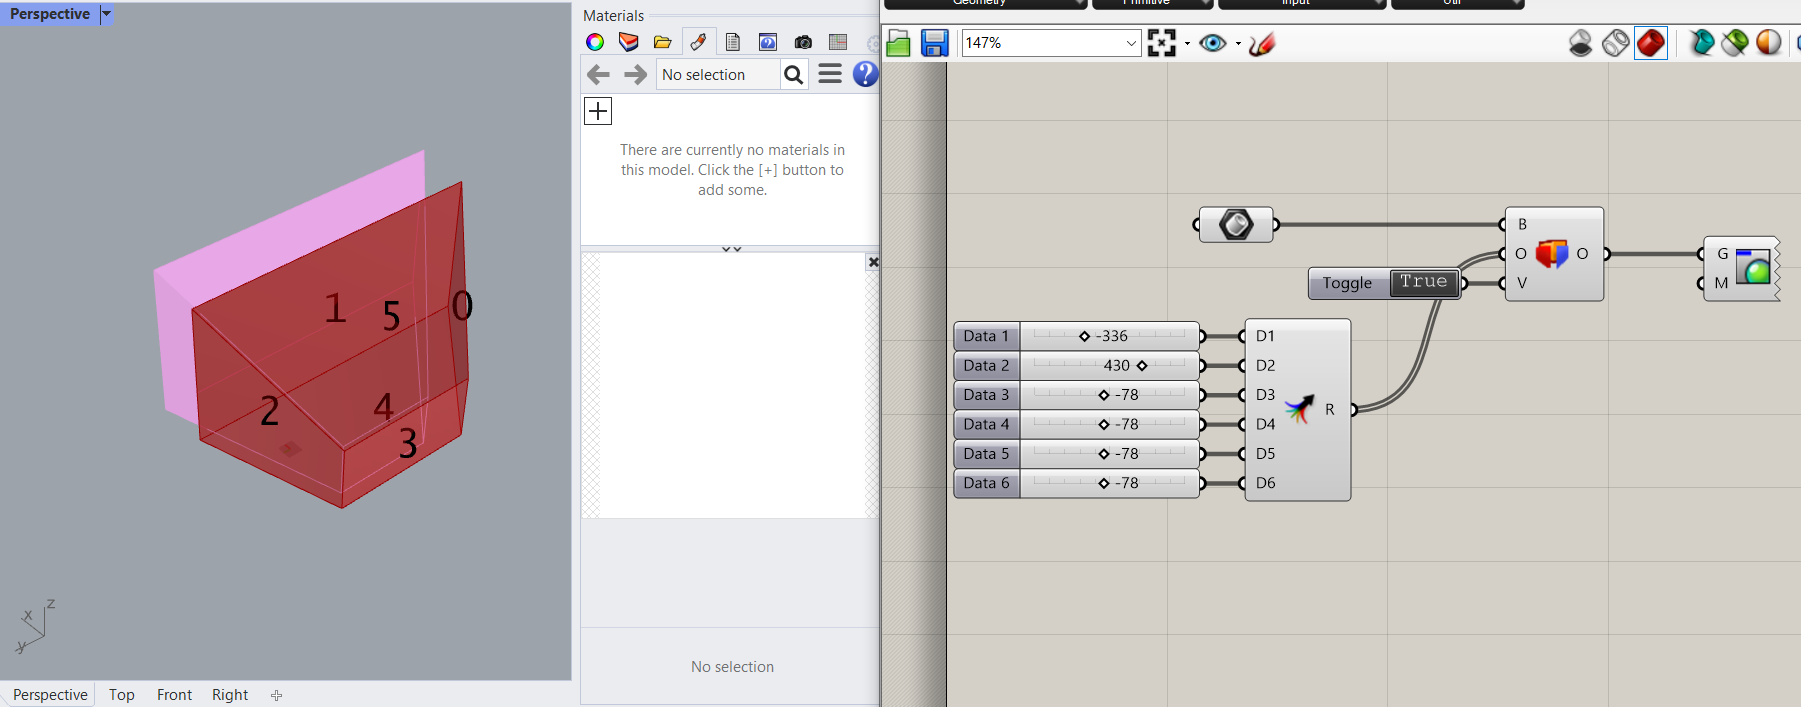 Perspective
1
5
0
2
4
3
z
x
y
Perspective
Top
Front
Right
Materials
No selection
There are currently no materials in
this model. Click the [+] button to
add some.
No selection
Geometry
Primitive
Input
Util
147%
B
O
V
O
Toggle
True
G
M
Data 1
-336
D1
Data 2
430
D2
Data 3
-78
D3
Data 4
-78
D4
Data 5
-78
D5
Data 6
-78
D6
R